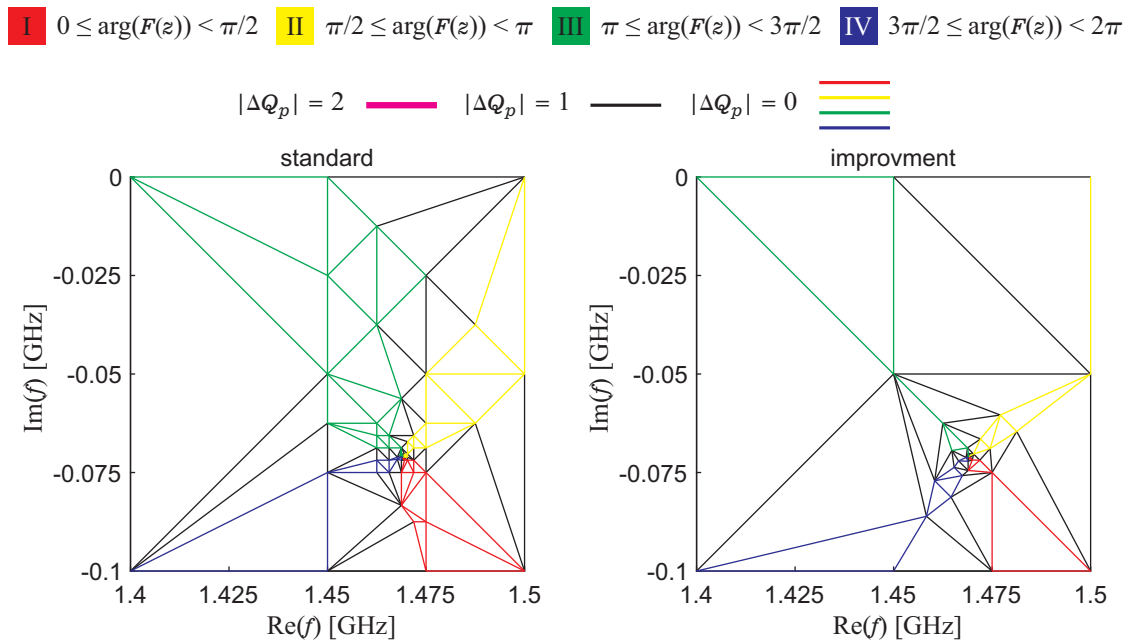 I 0 ≤ arg(F(z)) < π/2 II π/2 ≤ arg(F(z)) < π III π ≤ arg(F(z)) < 3π/2 IV 3π/2 ≤ arg(F(z)) < 2π
|ΔQₚ| = 2 |ΔQₚ| = 1 |ΔQₚ| = 0
standard
0
-0.025
-0.05
-0.075
-0.1
Im(f) [GHz]
1.4 1.425 1.45 1.475 1.5
Re(f) [GHz]
improvment
0
-0.025
-0.05
-0.075
-0.1
Im(f) [GHz]
1.4 1.425 1.45 1.475 1.5
Re(f) [GHz]